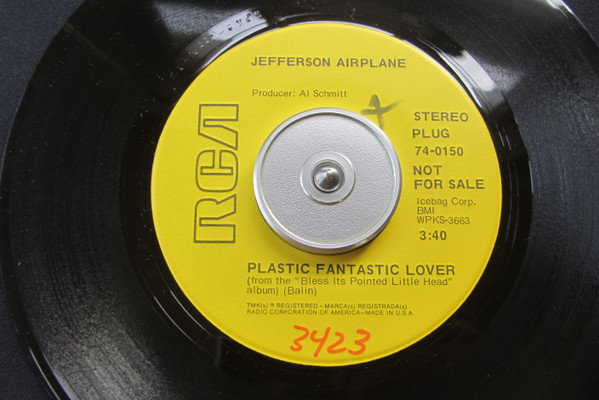 JEFFERSON AIRPLANE
Producer: Al Schmitt
RCA
STEREO
PLUG
74-0150
NOT
FOR SALE
Icebag Corp.
BMI
WPKS-3663
3:40
PLASTIC FANTASTIC LOVER
(from the "Bless Its Pointed Little Head"
album) (Balin)
TMK(s) ® REGISTERED • MARCA(s) REGISTRADA(s)
RADIO CORPORATION OF AMERICA—MADE IN U.S.A.
3423